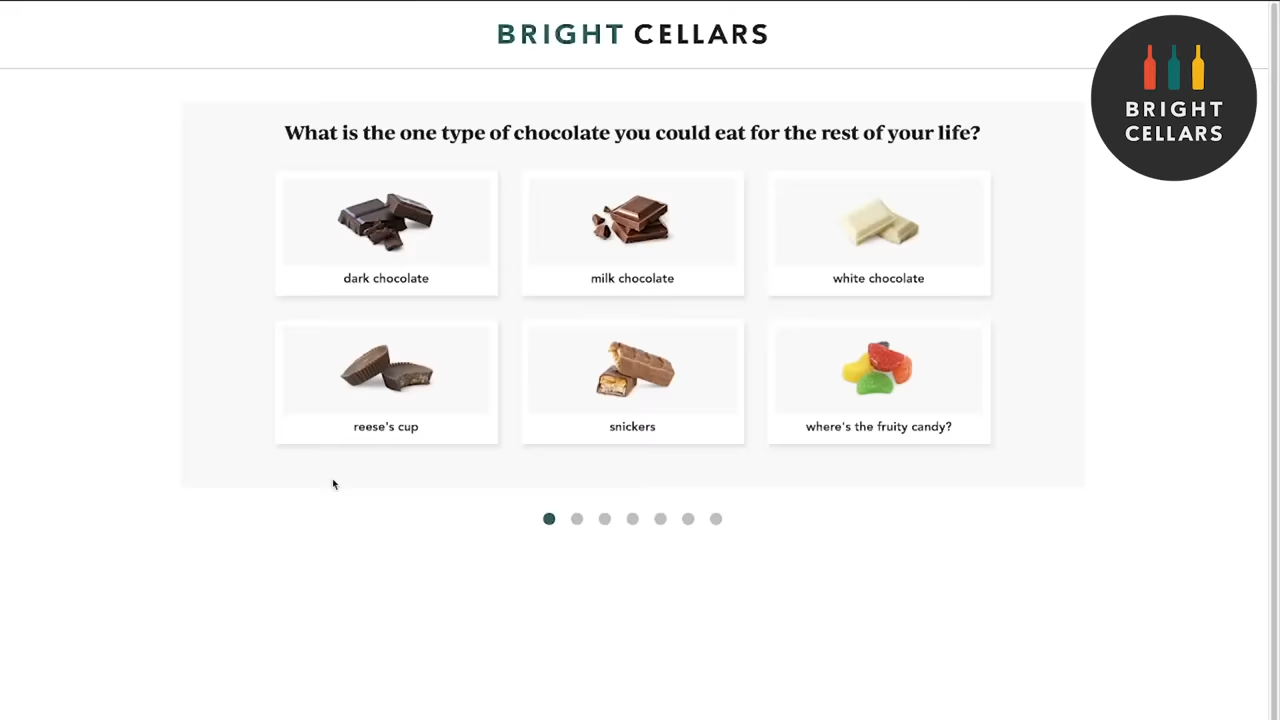 BRIGHT CELLARS
BRIGHT
CELLARS
What is the one type of chocolate you could eat for the rest of your life?
dark chocolate
milk chocolate
white chocolate
reese's cup
snickers
where's the fruity candy?